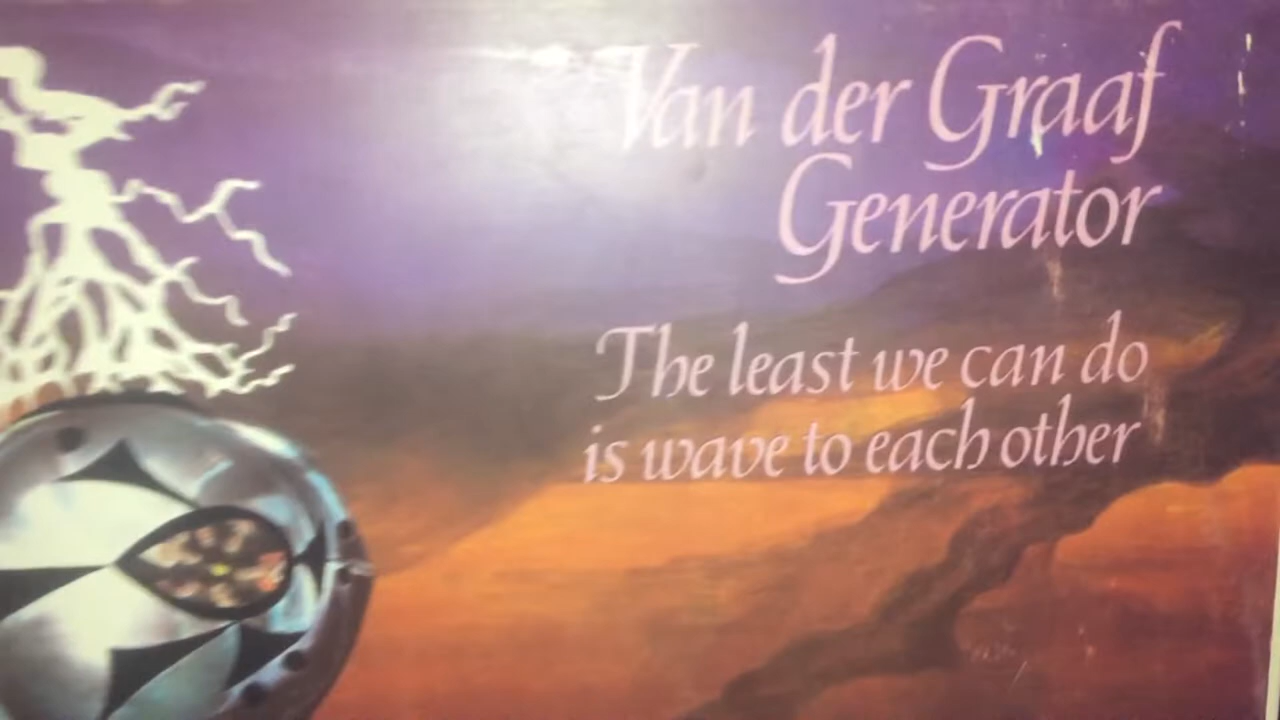 Van der Graaf
Generator
The least we can do
is wave to each other